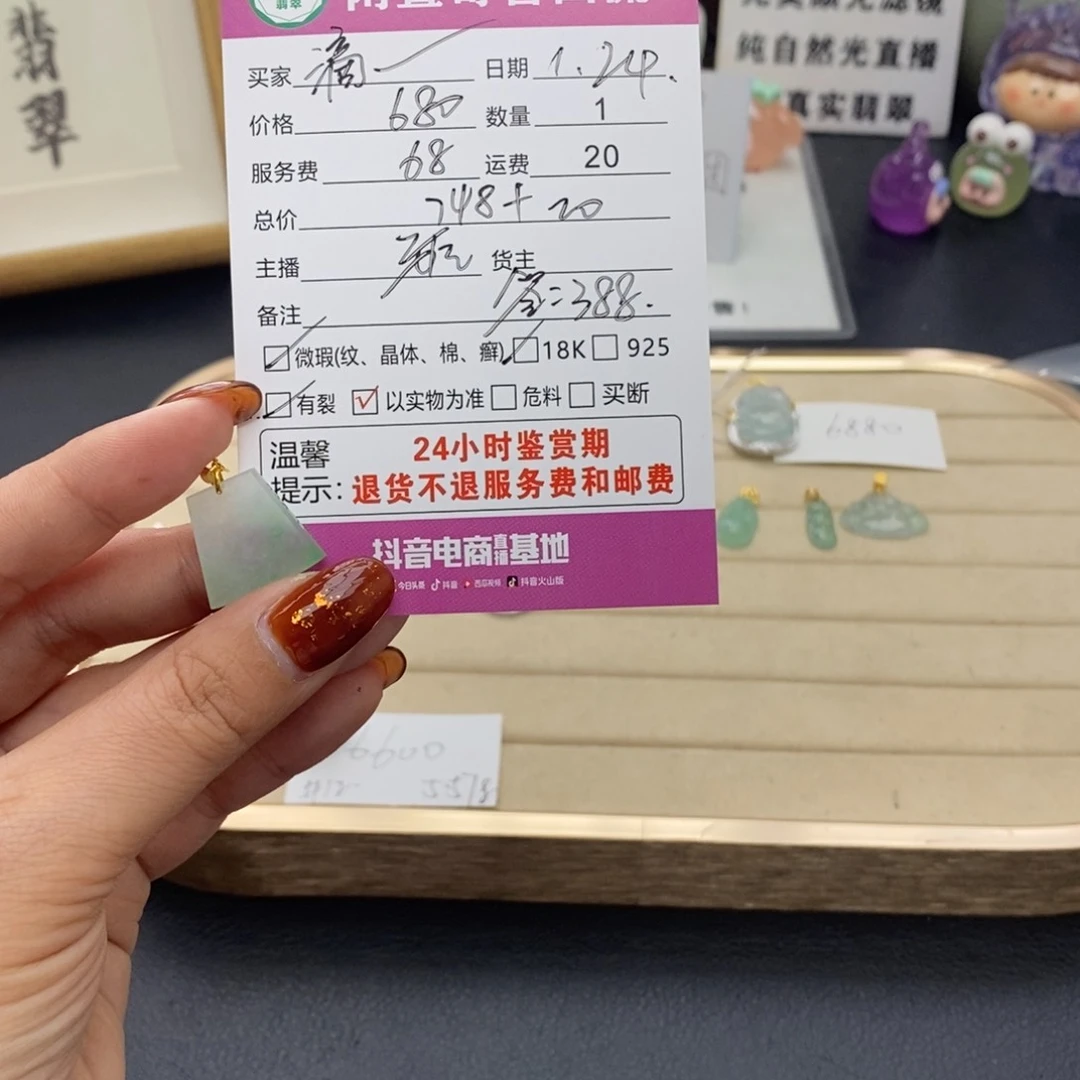 翡翠
翡翠
纯自然光直播
真实翡翠
买家 滴一 日期 1.24.
价格 680 数量 1
服务费 68 运费 20
总价 748+20
主播 货主
备注 =388.
微瑕(纹、晶体、棉、癣) 18K 925
有裂 以实物为准 危料 买断
温馨 24小时鉴赏期
提示: 退货不退服务费和邮费
抖音电商直播基地
今日头条 抖音 西瓜视频 抖音火山版
6880
6600